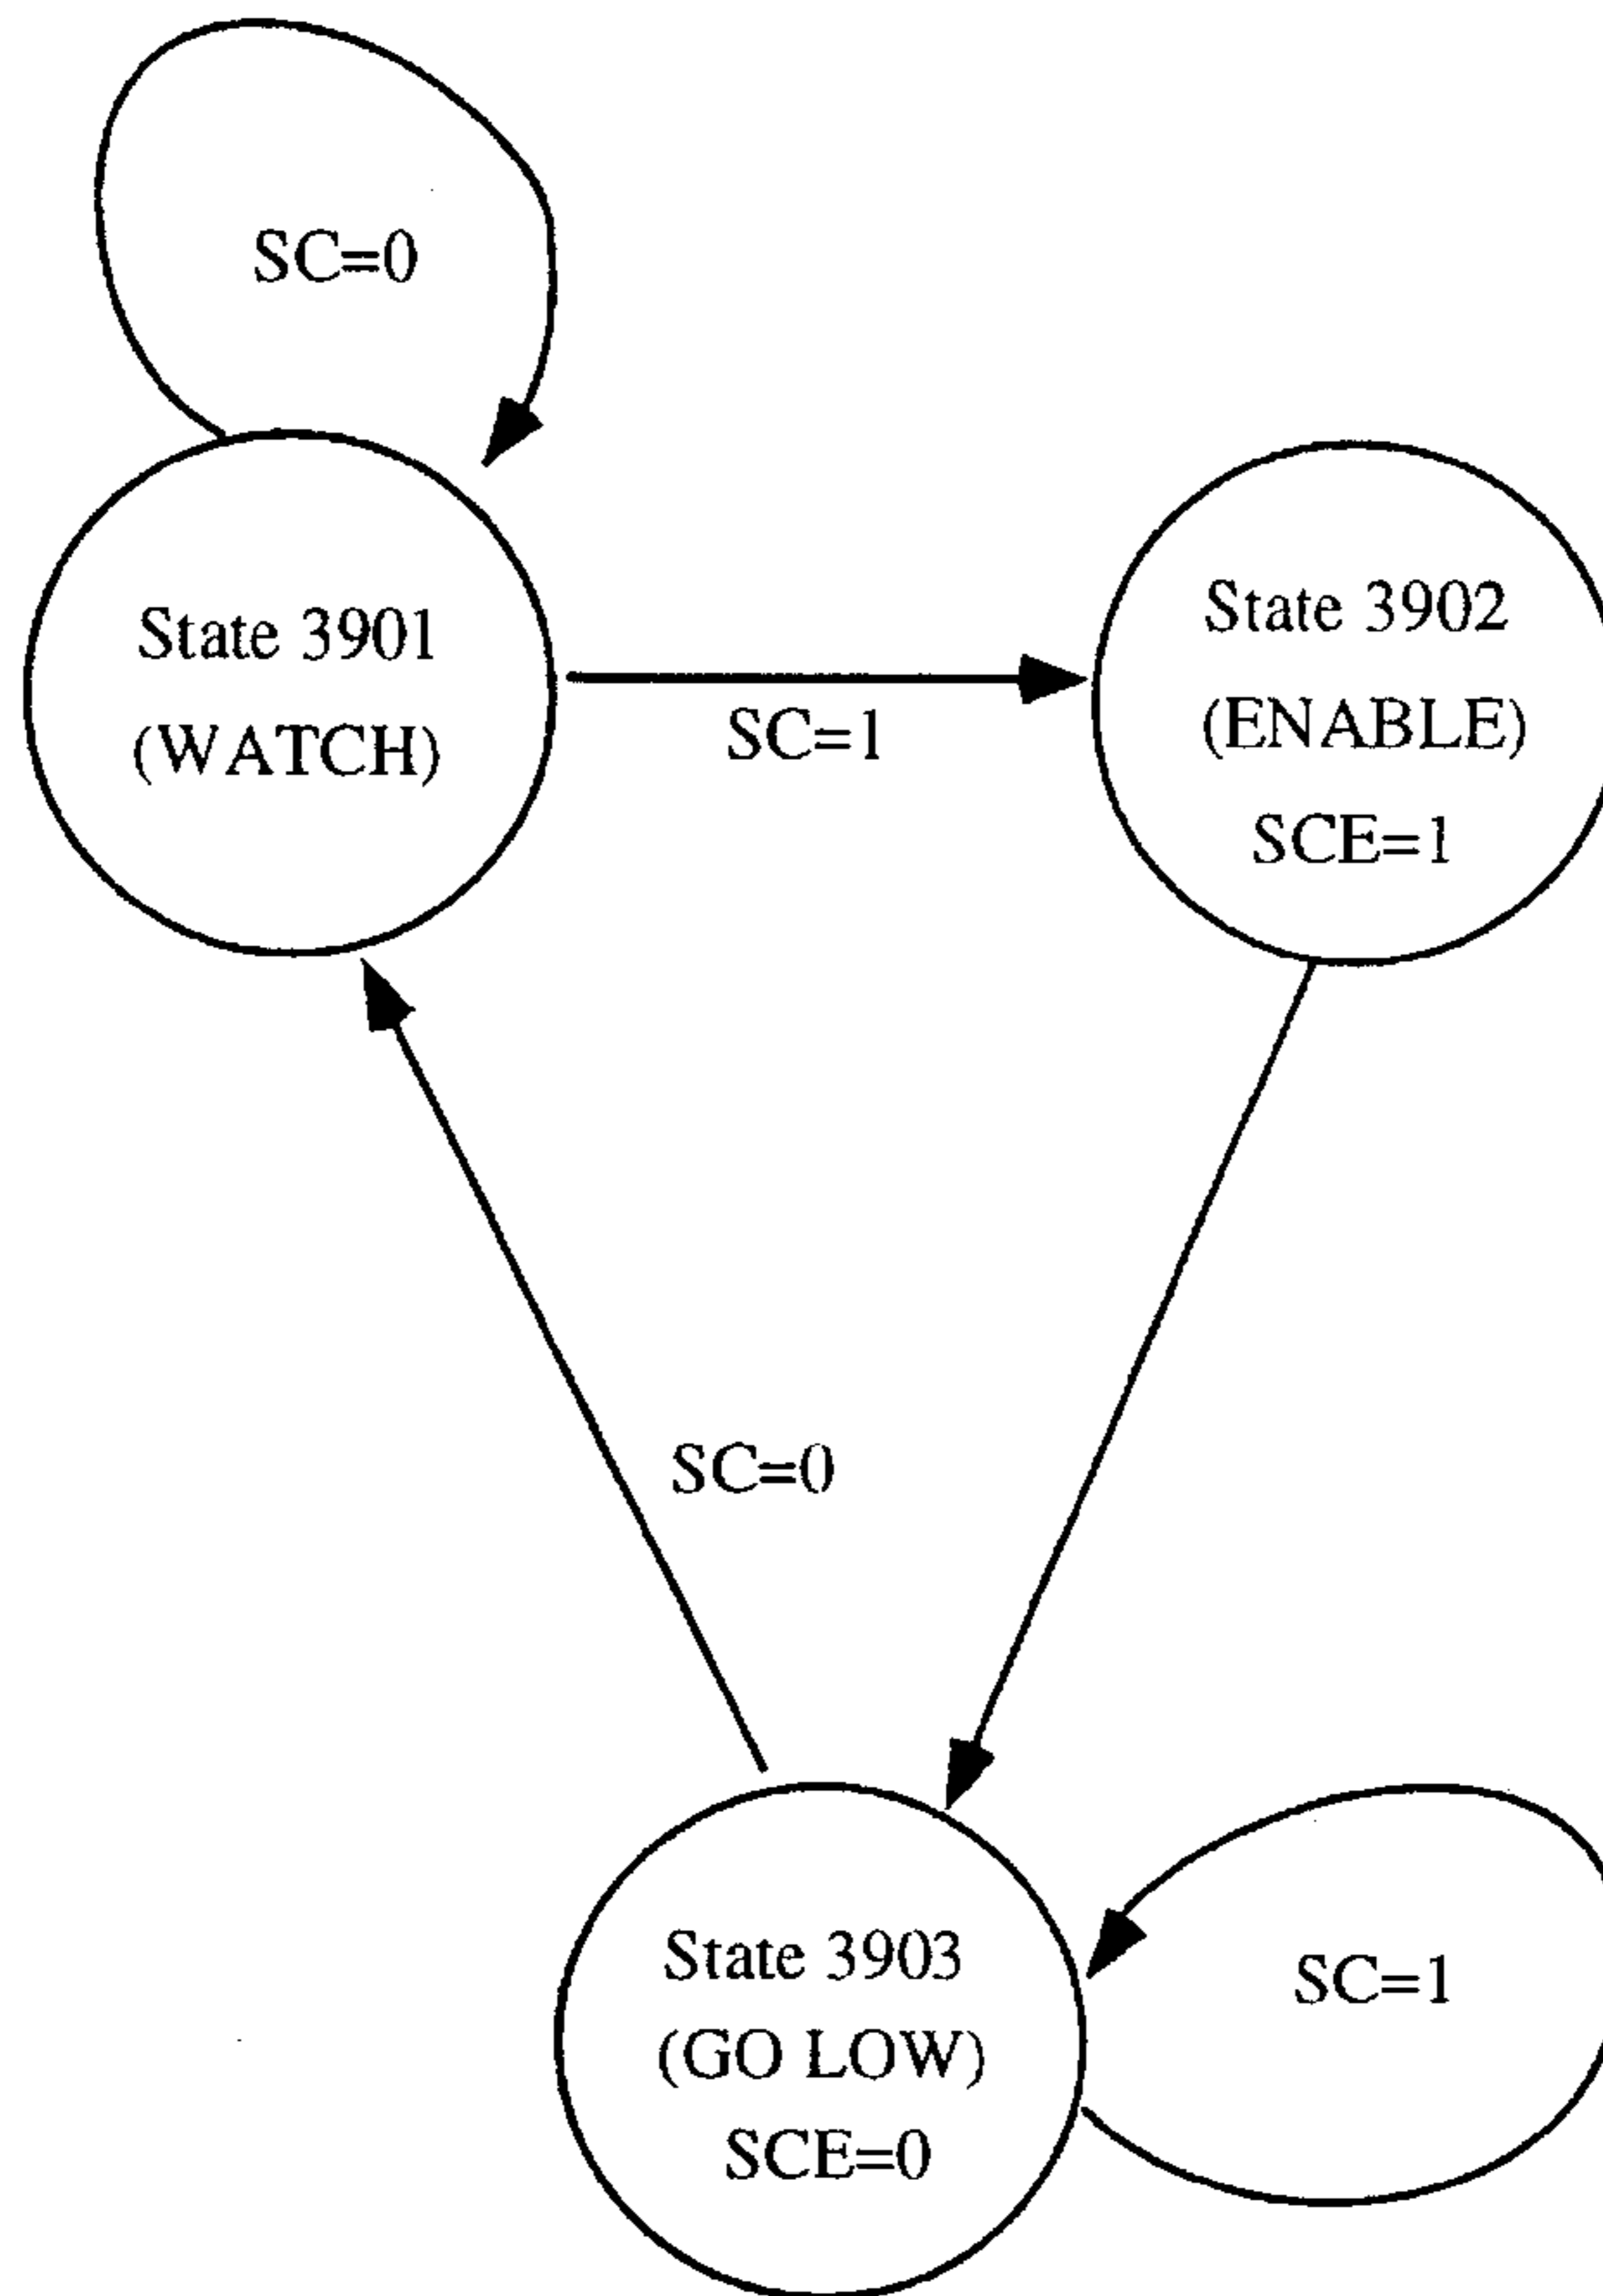 SC=0
State 3901
(WATCH)
SC=1
State 3902
(ENABLE)
SCE=1
SC=0
State 3903
(GO LOW)
SCE=0
SC=1